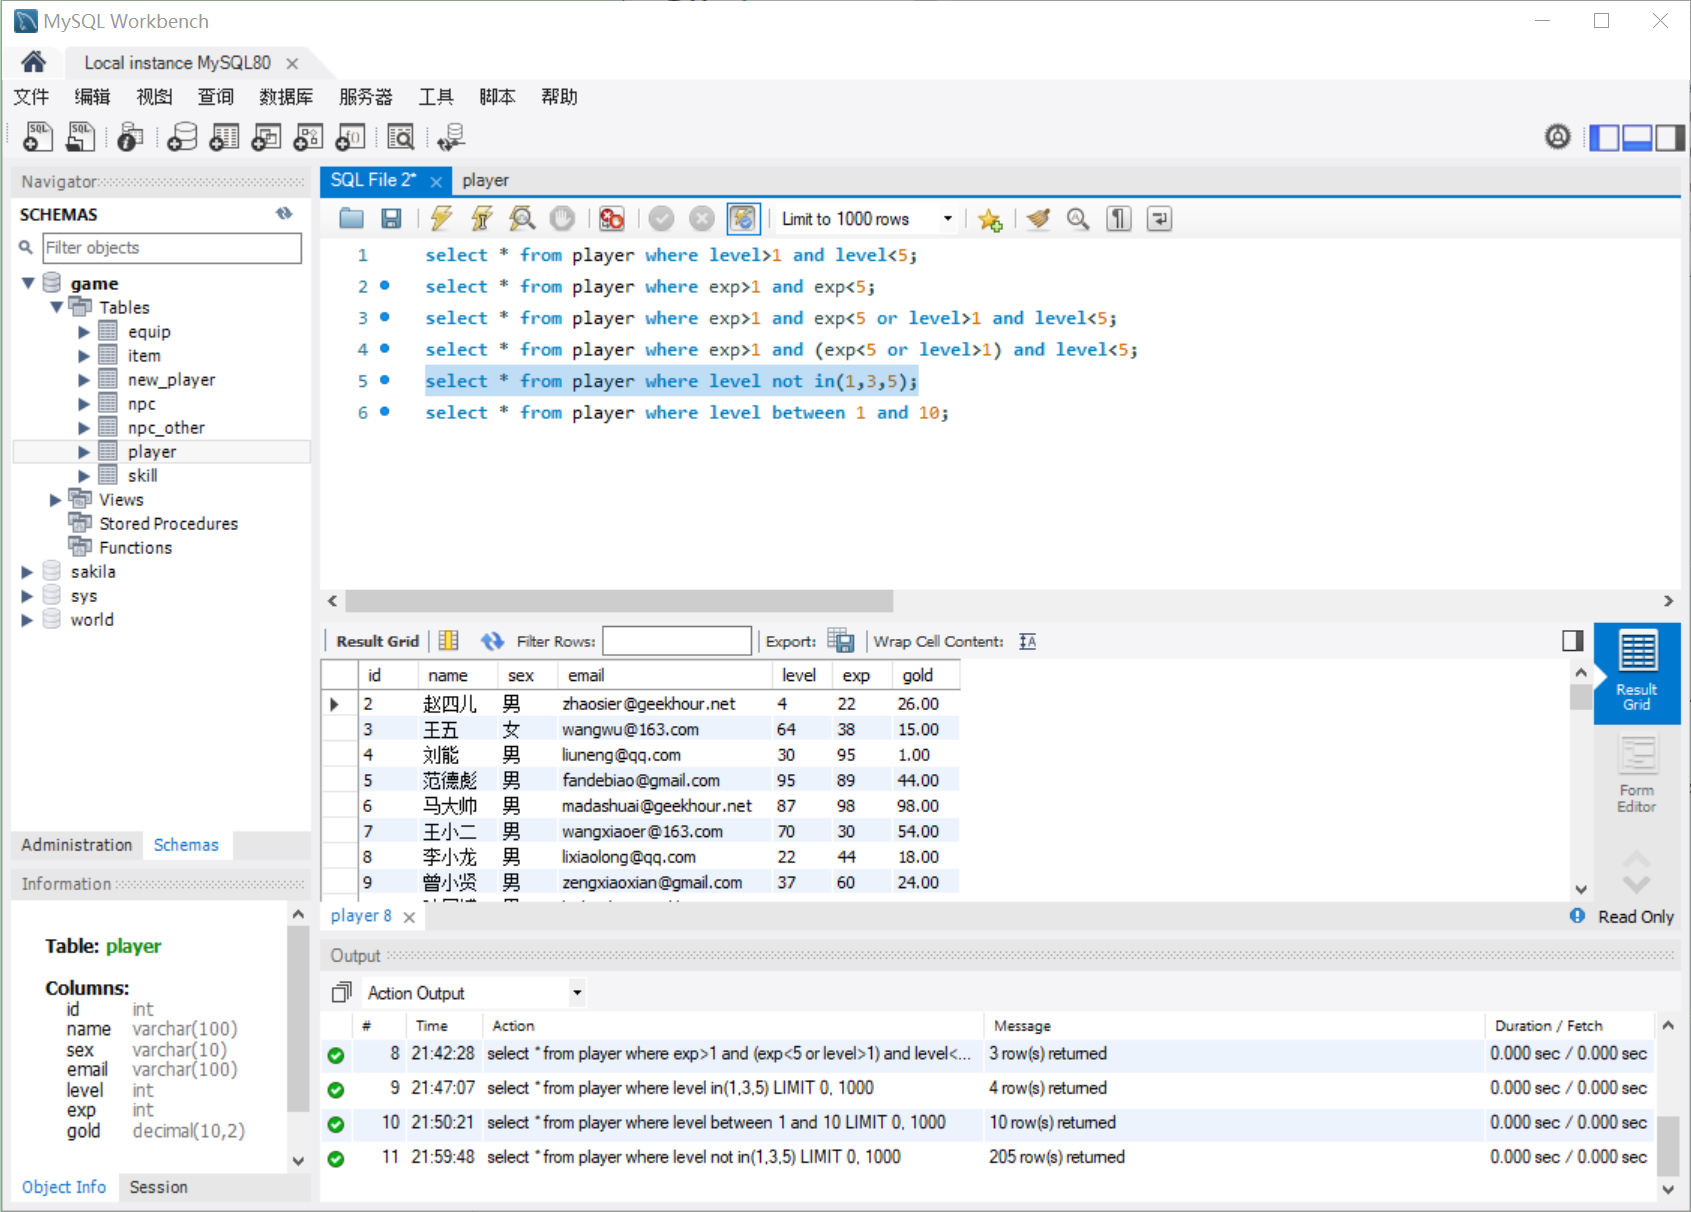 MySQL Workbench
Local instance MySQL80
文件 编辑 视图 查询 数据库 服务器 工具 脚本 帮助
Navigator
SCHEMAS
Filter objects
game
Tables
equip
item
new_player
npc
npc_other
player
skill
Views
Stored Procedures
Functions
sakila
sys
world
Administration Schemas
Information
Table: player
Columns:
id int
name varchar(100)
sex varchar(10)
email varchar(100)
level int
exp int
gold decimal(10,2)
Object Info Session
SQL File 2* player
Limit to 1000 rows
1 select * from player where level>1 and level<5;
2 select * from player where exp>1 and exp<5;
3 select * from player where exp>1 and exp<5 or level>1 and level<5;
4 select * from player where exp>1 and (exp<5 or level>1) and level<5;
5 select * from player where level not in(1,3,5);
6 select * from player where level between 1 and 10;
Result Grid Filter Rows: Export: Wrap Cell Content:
id name sex email level exp gold
2 赵四儿 男 zhaosier@geekhour.net 4 22 26.00
3 王五 女 wangwu@163.com 64 38 15.00
4 刘能 男 liuneng@qq.com 30 95 1.00
5 范德彪 男 fandebiao@gmail.com 95 89 44.00
6 马大帅 男 madashuai@geekhour.net 87 98 98.00
7 王小二 男 wangxiaoer@163.com 70 30 54.00
8 李小龙 男 lixiaolong@qq.com 22 44 18.00
9 曾小贤 男 zengxiaoxian@gmail.com 37 60 24.00
Result
Grid
Form
Editor
player 8
Read Only
Output
Action Output
# Time Action Message Duration / Fetch
8 21:42:28 select * from player where exp>1 and (exp<5 or level>1) and level<... 3 row(s) returned 0.000 sec / 0.000 sec
9 21:47:07 select * from player where level in(1,3,5) LIMIT 0, 1000 4 row(s) returned 0.000 sec / 0.000 sec
10 21:50:21 select * from player where level between 1 and 10 LIMIT 0, 1000 10 row(s) returned 0.000 sec / 0.000 sec
11 21:59:48 select * from player where level not in(1,3,5) LIMIT 0, 1000 205 row(s) returned 0.000 sec / 0.000 sec